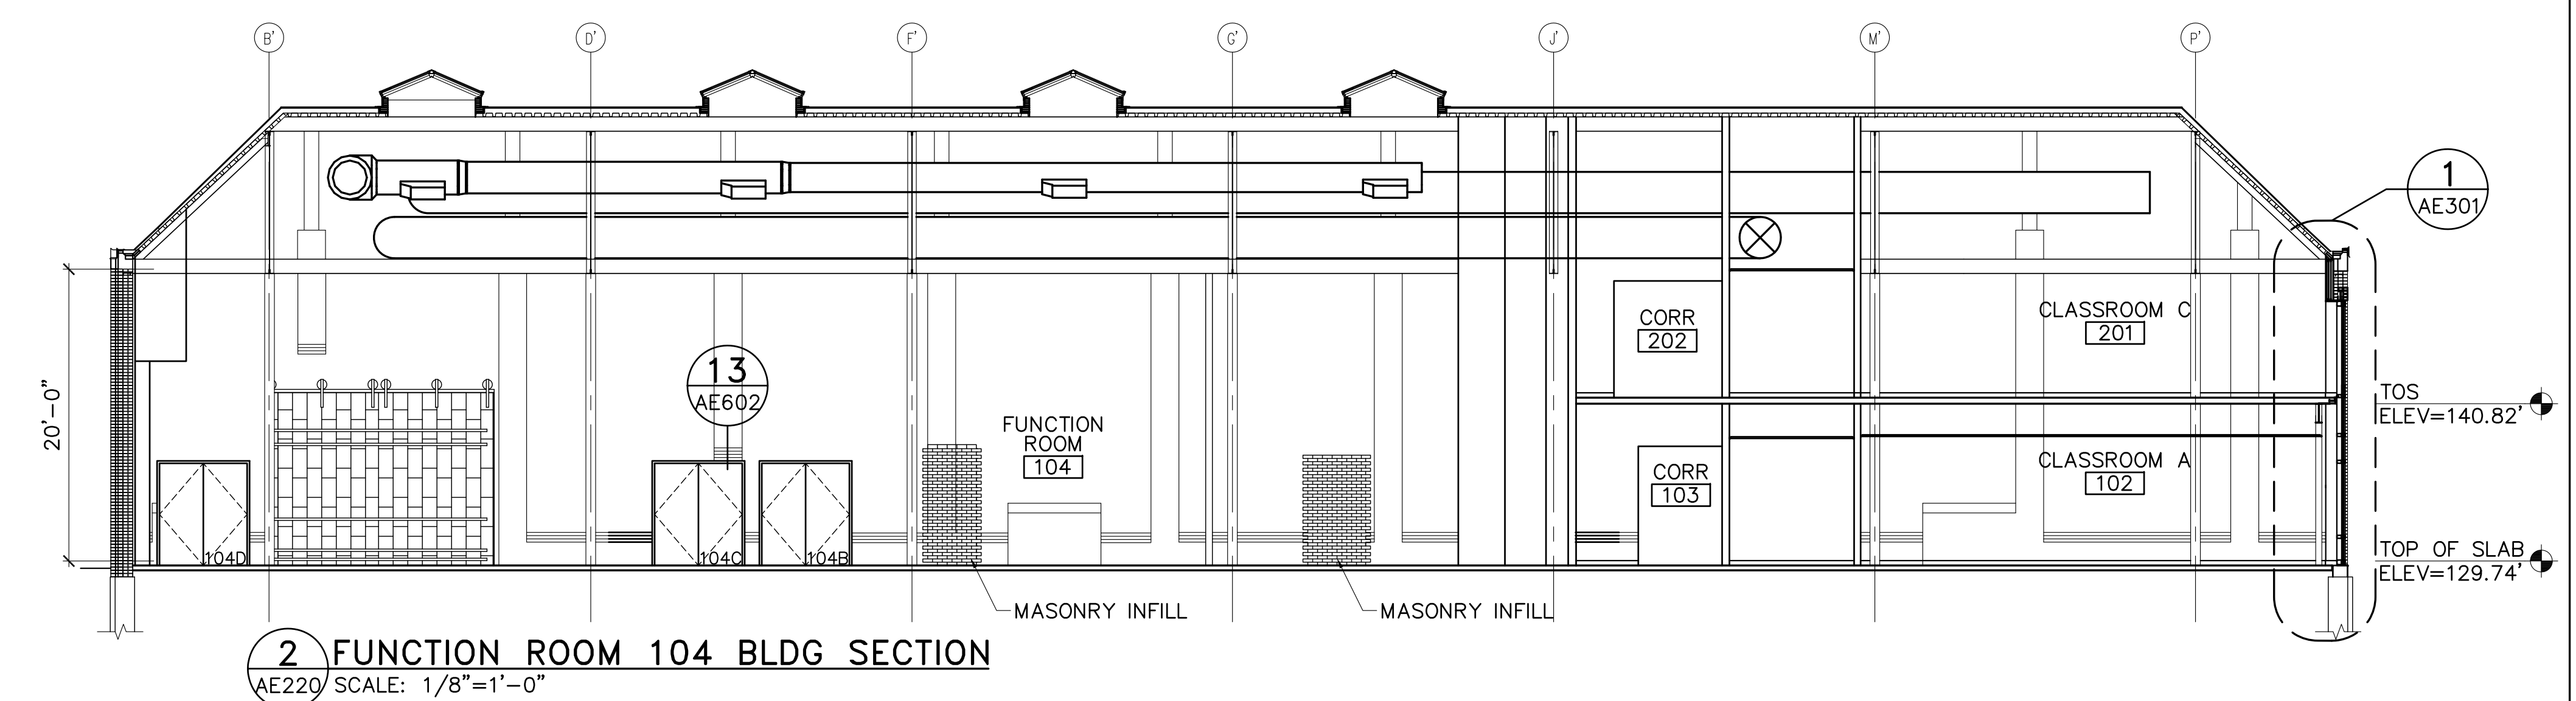 B'
D'
F'
G'
J'
M'
P'
1
AE301
20'-0"
13
AE602
FUNCTION
ROOM
104
CORR
202
CLASSROOM C
201
TOS
ELEV=140.82'
CORR
103
CLASSROOM A
102
104D
104C
104B
TOP OF SLAB
ELEV=129.74'
MASONRY INFILL
MASONRY INFILL
2
AE220
FUNCTION ROOM 104 BLDG SECTION
SCALE: 1/8"=1'-0"